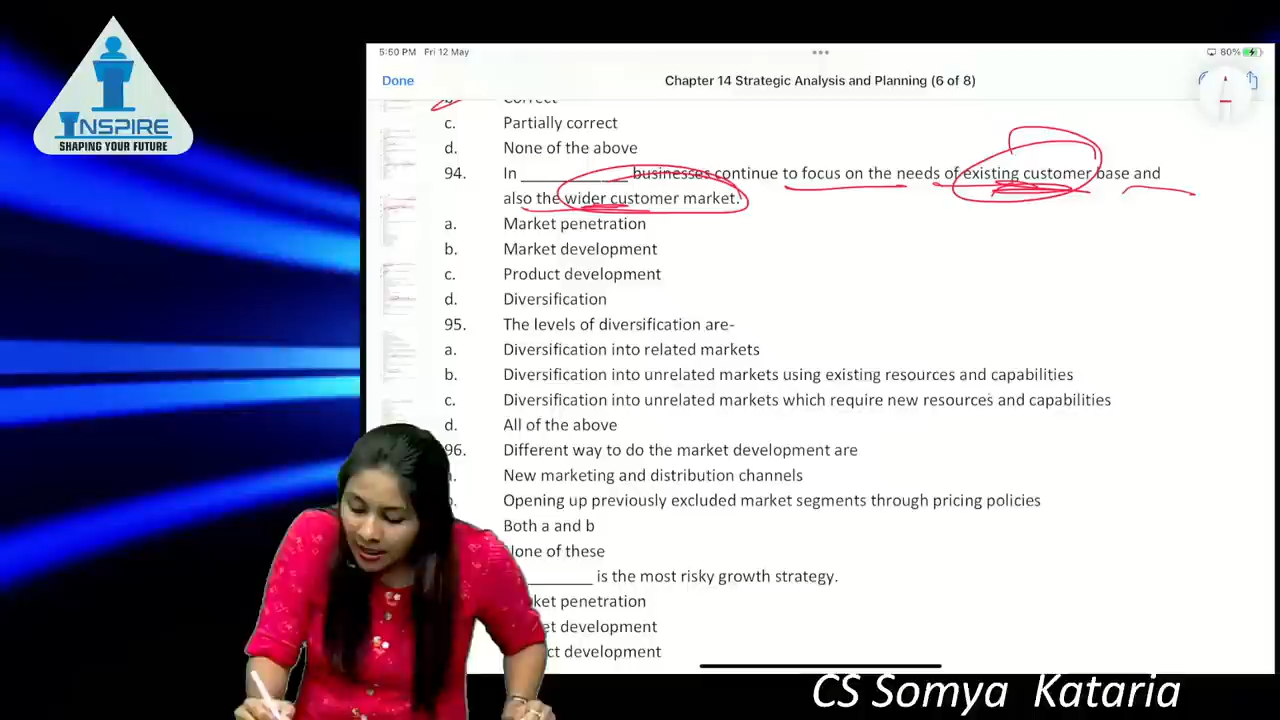 INSPIRE
SHAPING YOUR FUTURE
5:50 PM Fri 12 May
80%
Done
Chapter 14 Strategic Analysis and Planning (6 of 8)
Correct
c. Partially correct
d. None of the above
94. In ____________ businesses continue to focus on the needs of existing customer base and
also the wider customer market.
a. Market penetration
b. Market development
c. Product development
d. Diversification
95. The levels of diversification are-
a. Diversification into related markets
b. Diversification into unrelated markets using existing resources and capabilities
c. Diversification into unrelated markets which require new resources and capabilities
d. All of the above
96. Different way to do the market development are
New marketing and distribution channels
Opening up previously excluded market segments through pricing policies
Both a and b
None of these
________ is the most risky growth strategy.
penetration
development
development
CS Somya Kataria